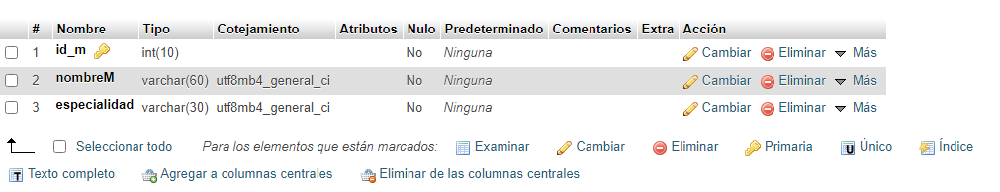 # Nombre Tipo Cotejamiento Atributos Nulo Predeterminado Comentarios Extra Acción
1 id_m int(10) No Ninguna Cambiar Eliminar Más
2 nombreM varchar(60) utf8mb4_general_ci No Ninguna Cambiar Eliminar Más
3 especialidad varchar(30) utf8mb4_general_ci No Ninguna Cambiar Eliminar Más
Seleccionar todo Para los elementos que están marcados: Examinar Cambiar Eliminar Primaria U Único Índice
T Texto completo Agregar a columnas centrales Eliminar de las columnas centrales